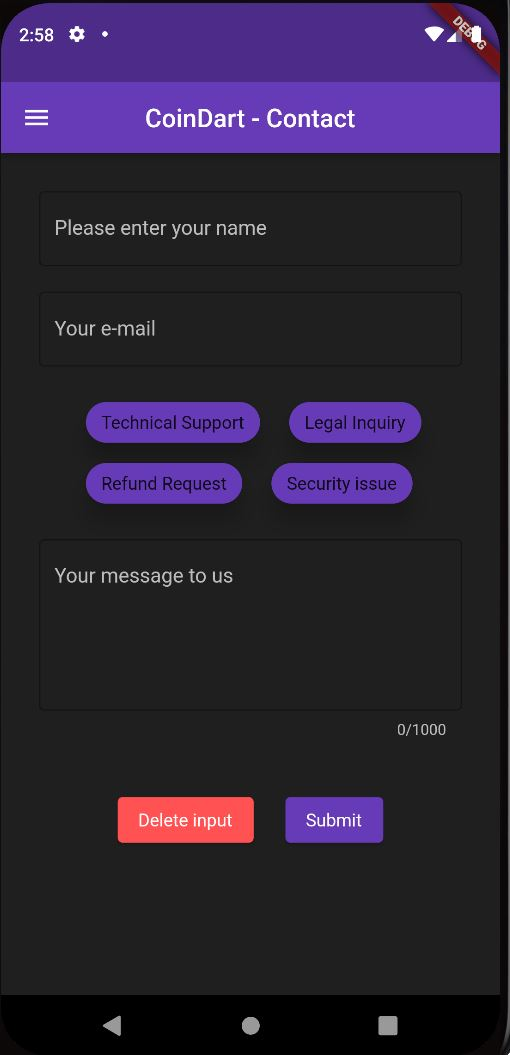 2:58
DEBUG
CoinDart - Contact
Please enter your name
Your e-mail
Technical Support Legal Inquiry
Refund Request Security issue
Your message to us
0/1000
Delete input Submit